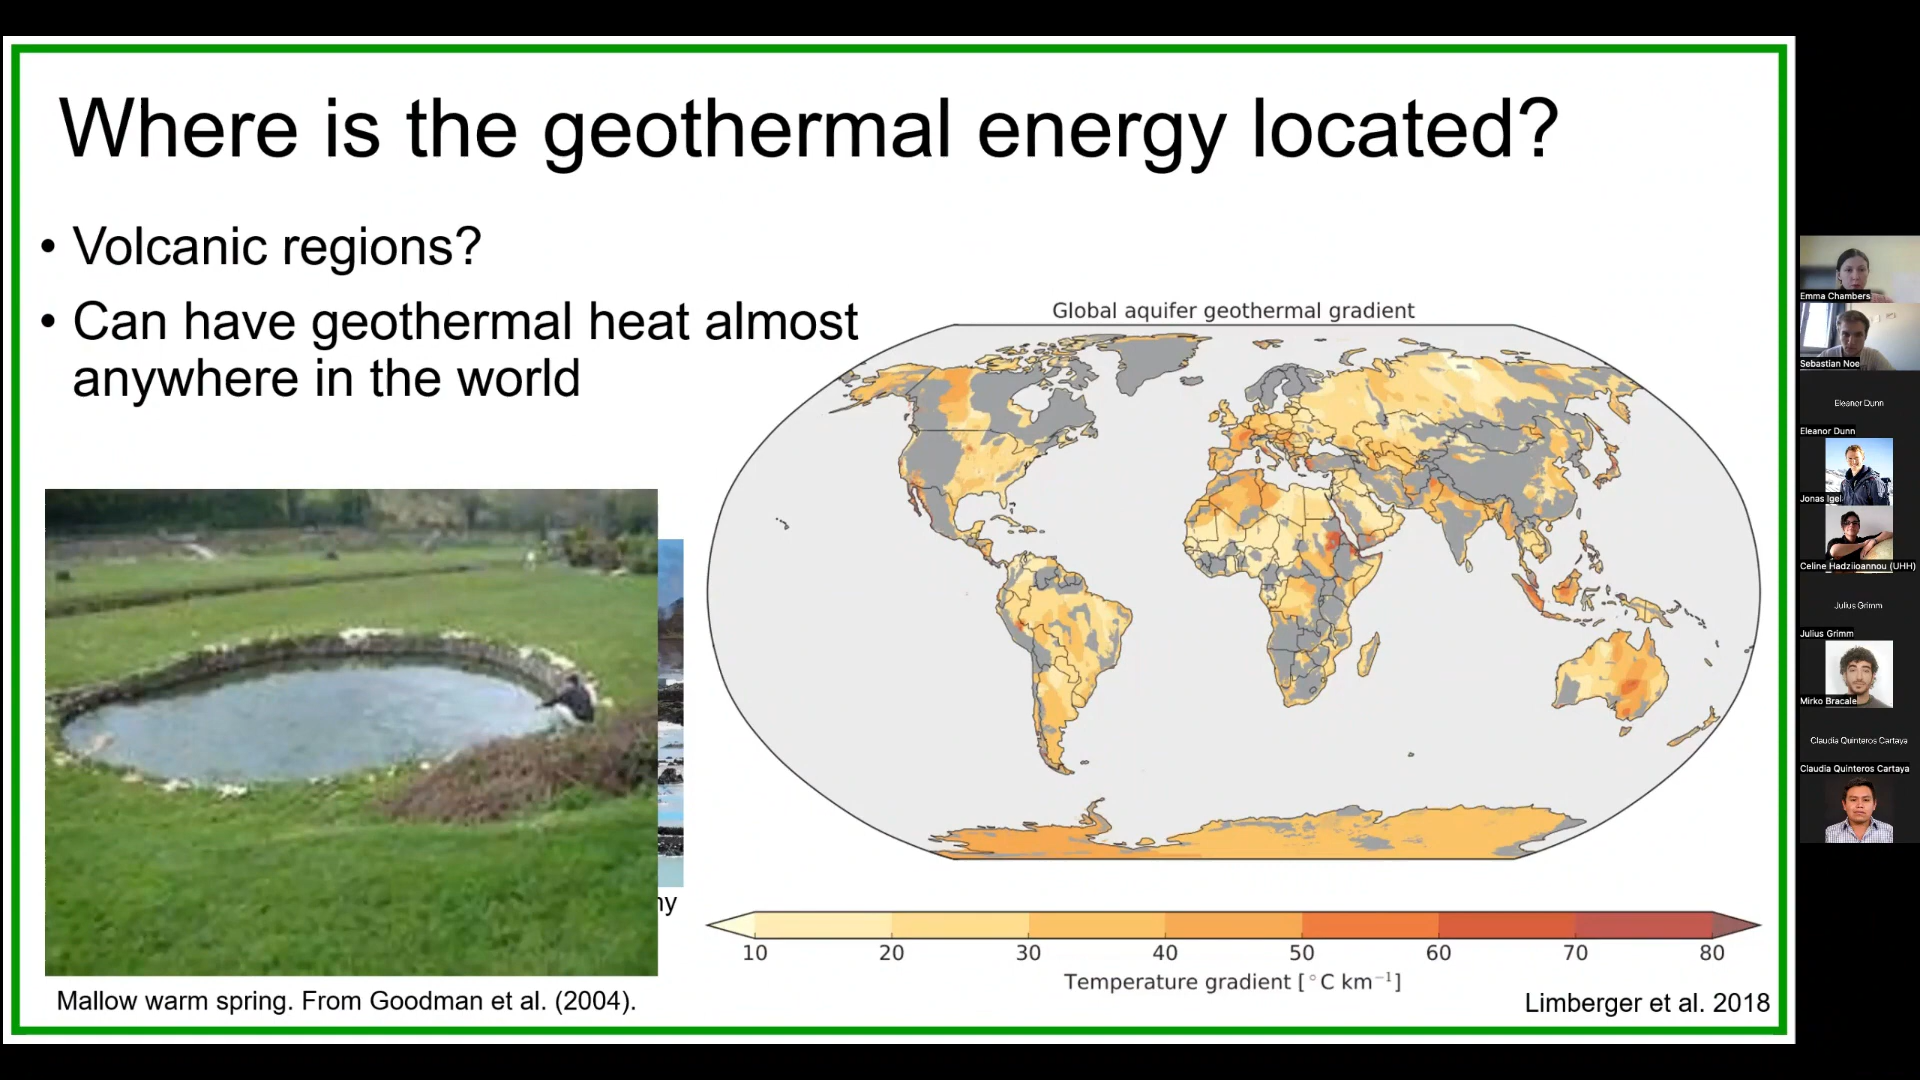 Where is the geothermal energy located?
• Volcanic regions?
• Can have geothermal heat almost
anywhere in the world
Global aquifer geothermal gradient
10 20 30 40 50 60 70 80
Temperature gradient [°C km⁻¹]
Mallow warm spring. From Goodman et al. (2004).
Limberger et al. 2018
Emma Chambers
Sebastian Noe
Eleanor Dunn
Eleanor Dunn
Jonas Igel
Celine Hadziioannou (UHH)
Julius Grimm
Julius Grimm
Mirko Bracale
Claudia Quinteros Cartaya
Claudia Quinteros Cartaya